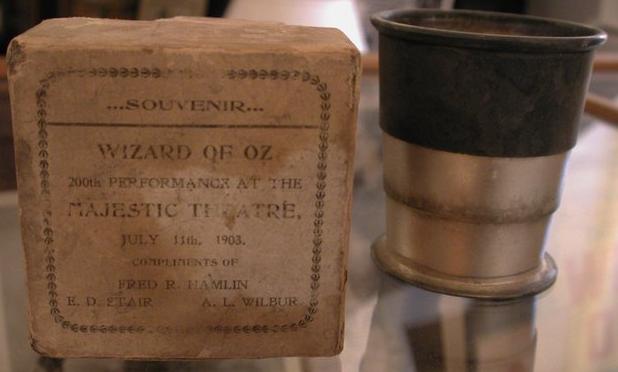 ...SOUVENIR...
WIZARD OF OZ
200th PERFORMANCE AT THE
MAJESTIC THEATRE,
JULY 11th, 1903.
COMPLIMENTS OF
FRED R. HAMLIN
E. D. STAIR A. L. WILBUR